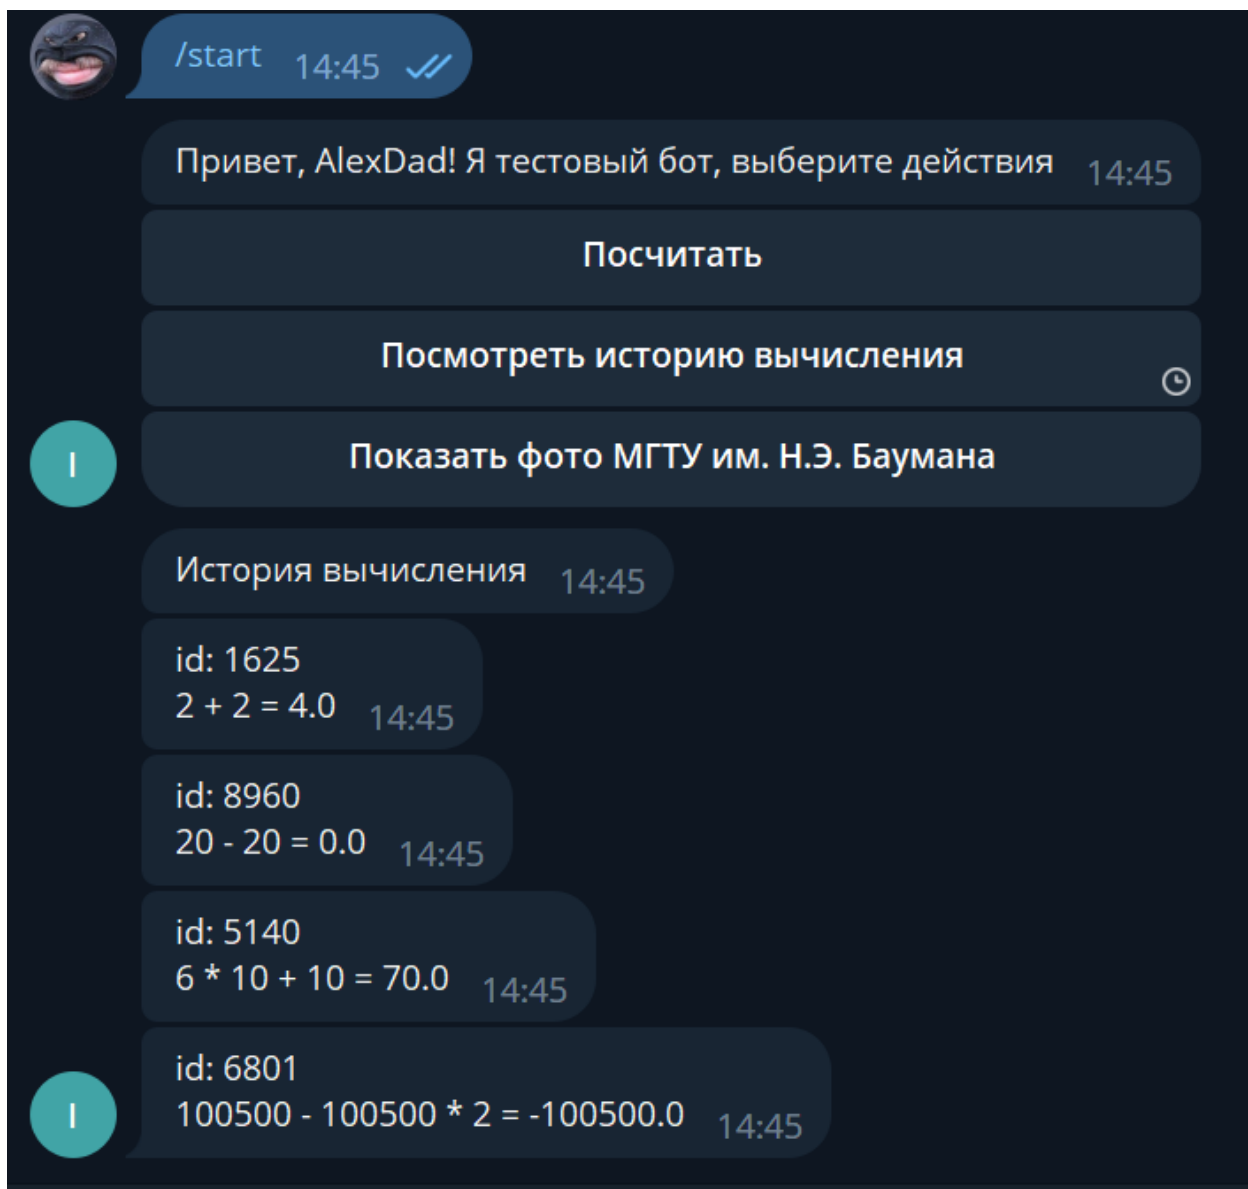 /start 14:45
Привет, AlexDad! Я тестовый бот, выберите действия 14:45
Посчитать
Посмотреть историю вычисления
I
Показать фото МГТУ им. Н.Э. Баумана
История вычисления 14:45
id: 1625
2 + 2 = 4.0 14:45
id: 8960
20 - 20 = 0.0 14:45
id: 5140
6 * 10 + 10 = 70.0 14:45
id: 6801
I
100500 - 100500 * 2 = -100500.0 14:45